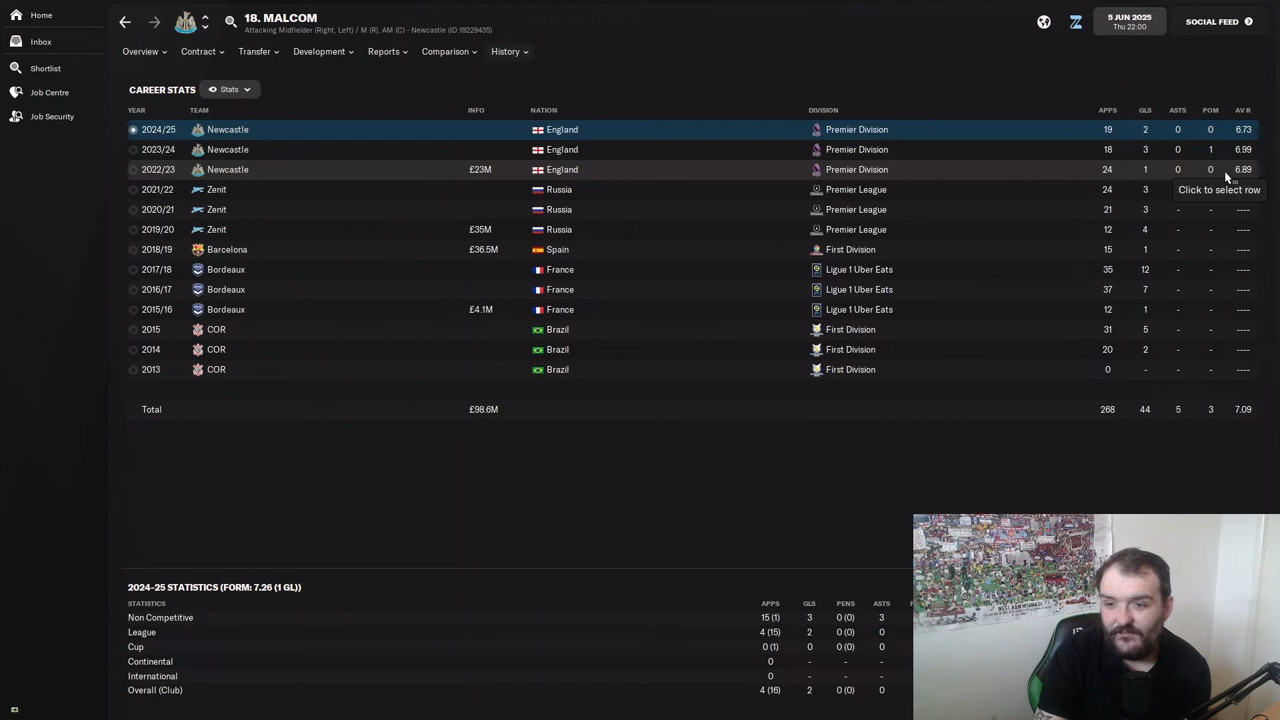 Home
Inbox
Shortlist
Job Centre
Job Security
18. MALCOM
Attacking Midfielder (Right, Left) / M (R), AM (C) - Newcastle (ID:19229435)
5 JUN 2025
Thu 22:00
SOCIAL FEED
Overview Contract Transfer Development Reports Comparison History
CAREER STATS Stats
YEAR TEAM INFO NATION DIVISION APPS GLS ASTS POM AV R
2024/25 Newcastle England Premier Division 19 2 0 0 6.73
2023/24 Newcastle England Premier Division 18 3 0 1 6.99
2022/23 Newcastle £23M England Premier Division 24 1 0 0 6.89
2021/22 Zenit Russia Premier League 24 3
Click to select row
2020/21 Zenit Russia Premier League 21 3 - - ----
2019/20 Zenit £35M Russia Premier League 12 4 - - ----
2018/19 Barcelona £36.5M Spain First Division 15 1 - - ----
2017/18 Bordeaux France Ligue 1 Uber Eats 35 12 - - ----
2016/17 Bordeaux France Ligue 1 Uber Eats 37 7 - - ----
2015/16 Bordeaux £4.1M France Ligue 1 Uber Eats 12 1 - - ----
2015 COR Brazil First Division 31 5 - - ----
2014 COR Brazil First Division 20 2 - - ----
2013 COR Brazil First Division 0 - - - ----
Total £98.6M 268 44 5 3 7.09
2024-25 STATISTICS (FORM: 7.26 (1 GL))
STATISTICS APPS GLS PENS ASTS
Non Competitive 15 (1) 3 0 (0) 3
League 4 (15) 2 0 (0) 0
Cup 0 (1) 0 0 (0) 0
Continental 0 - - -
International 0 - - -
Overall (Club) 4 (16) 2 0 (0) 0